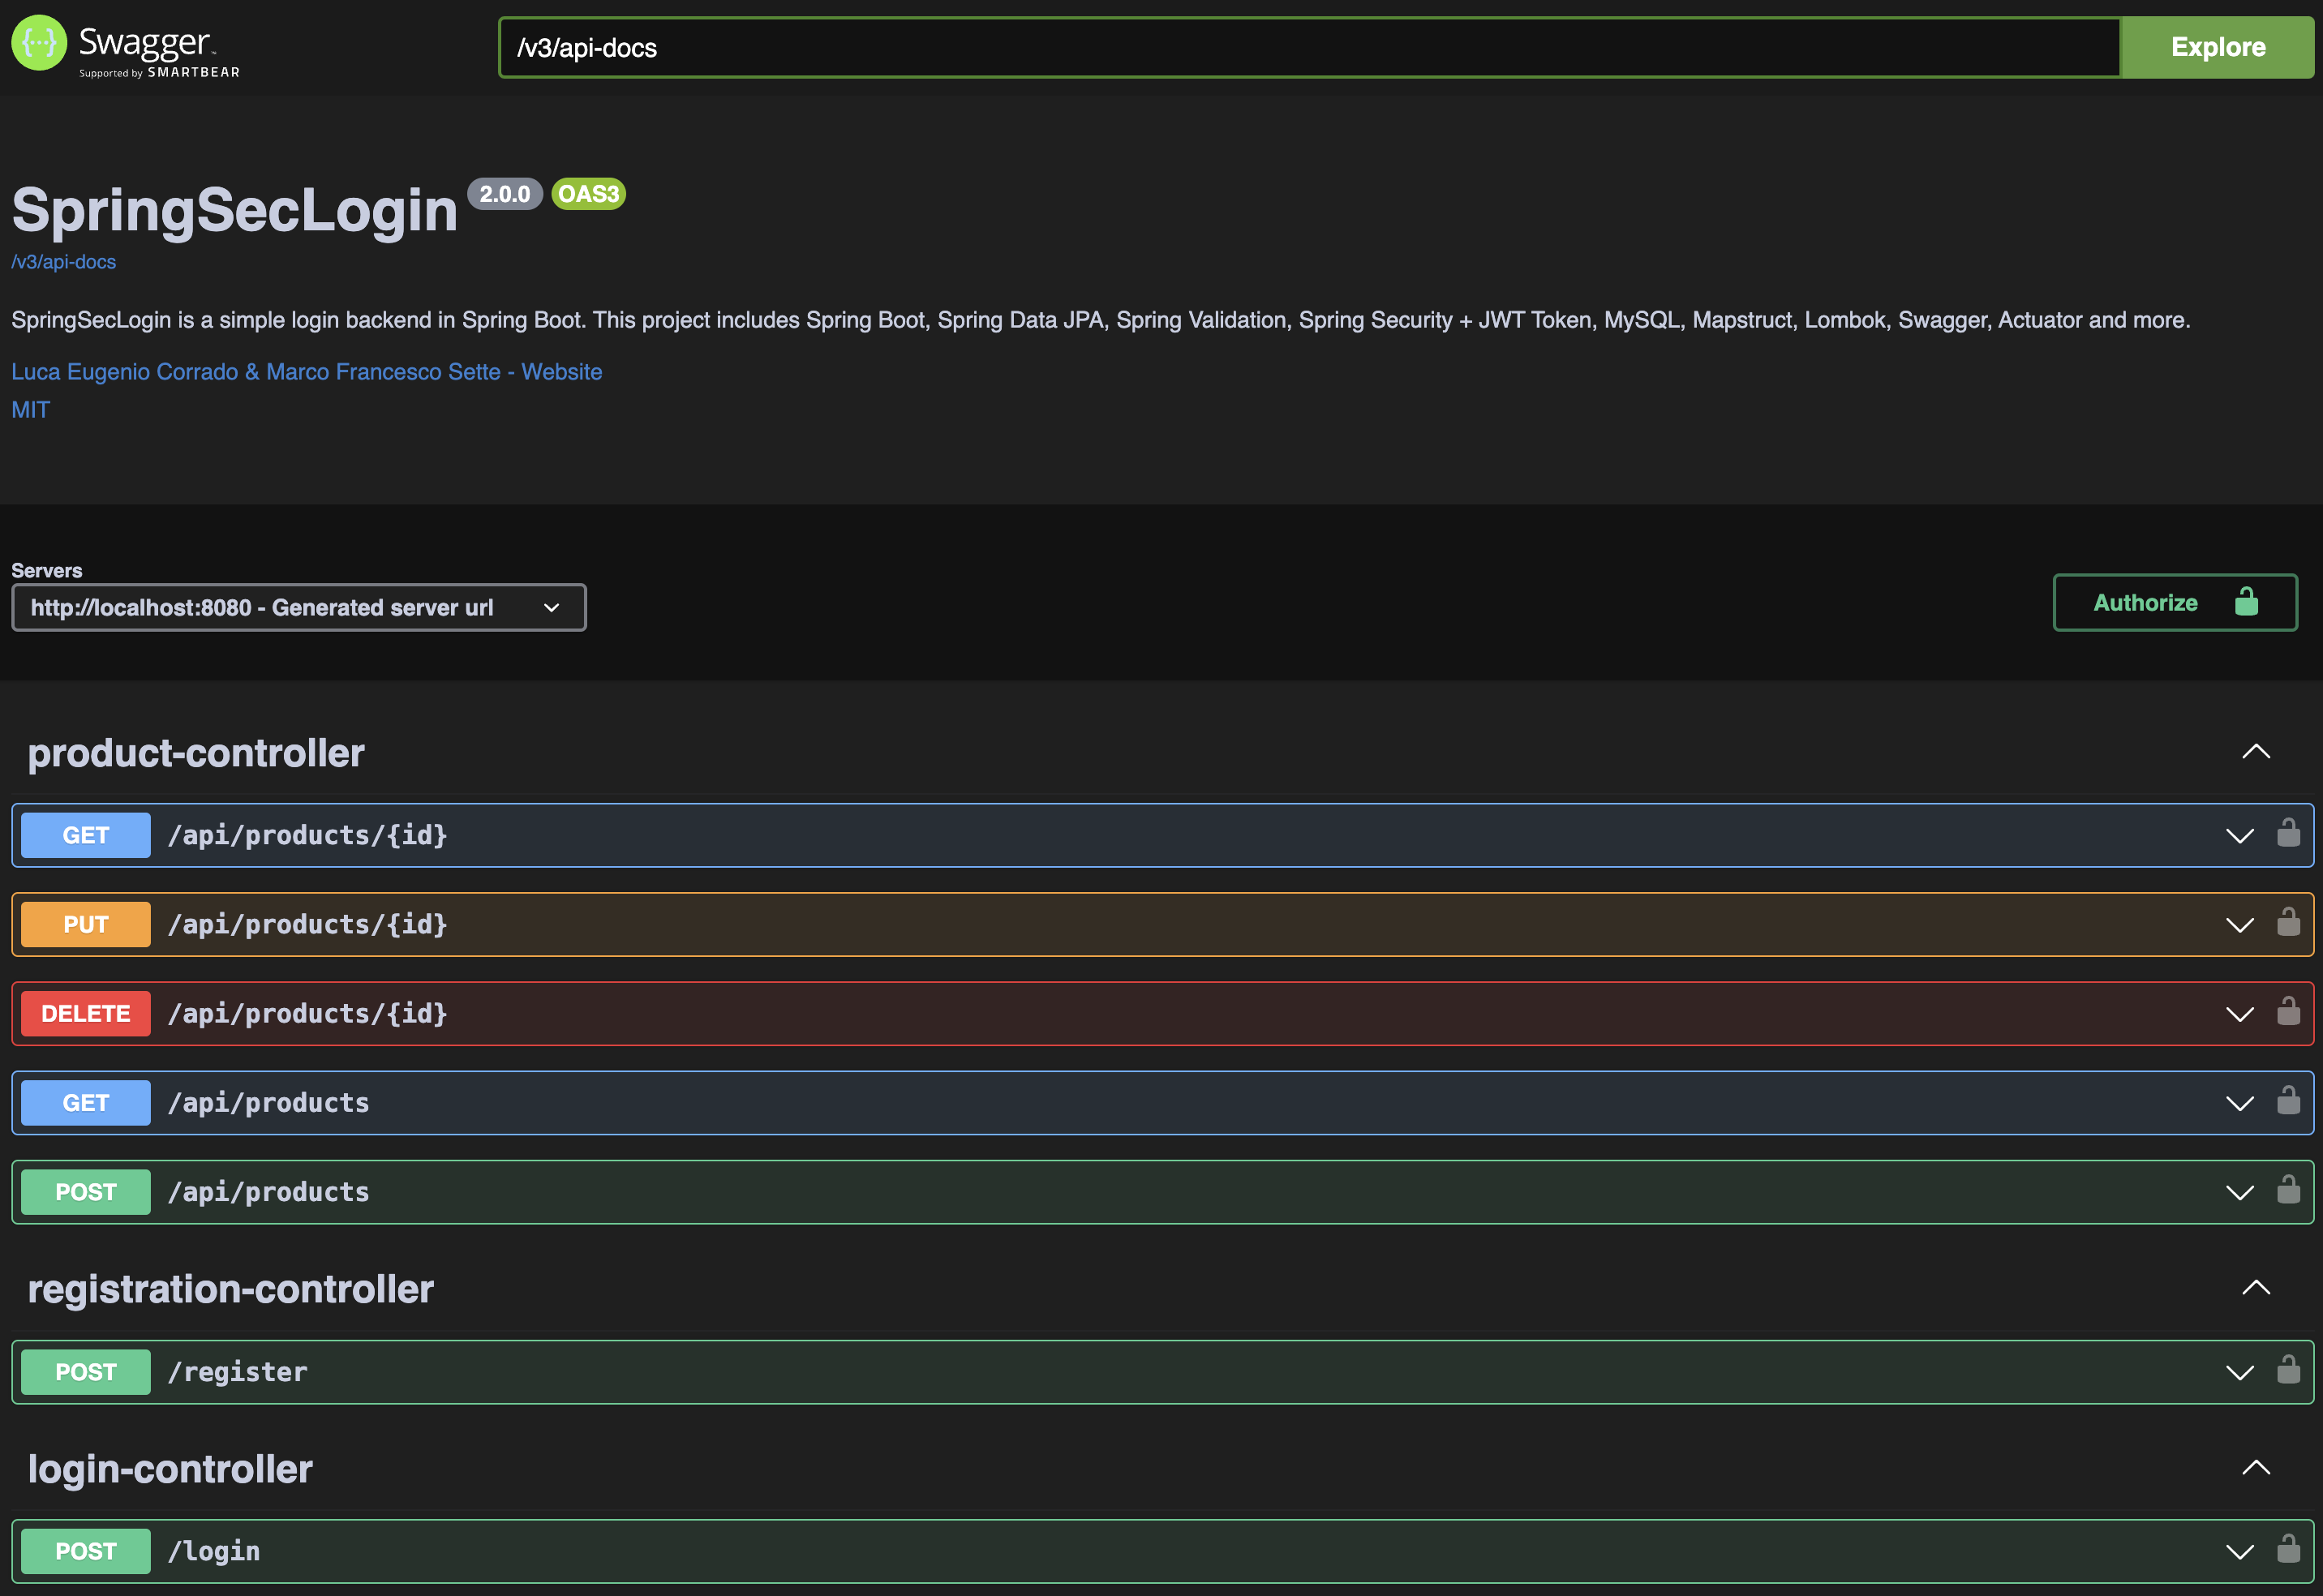 Swagger™
Supported by SMARTBEAR
/v3/api-docs
Explore
SpringSecLogin 2.0.0 OAS3
/v3/api-docs
SpringSecLogin is a simple login backend in Spring Boot. This project includes Spring Boot, Spring Data JPA, Spring Validation, Spring Security + JWT Token, MySQL, Mapstruct, Lombok, Swagger, Actuator and more.
Luca Eugenio Corrado & Marco Francesco Sette - Website
MIT
Servers
http://localhost:8080 - Generated server url
Authorize
product-controller
GET /api/products/{id}
PUT /api/products/{id}
DELETE /api/products/{id}
GET /api/products
POST /api/products
registration-controller
POST /register
login-controller
POST /login